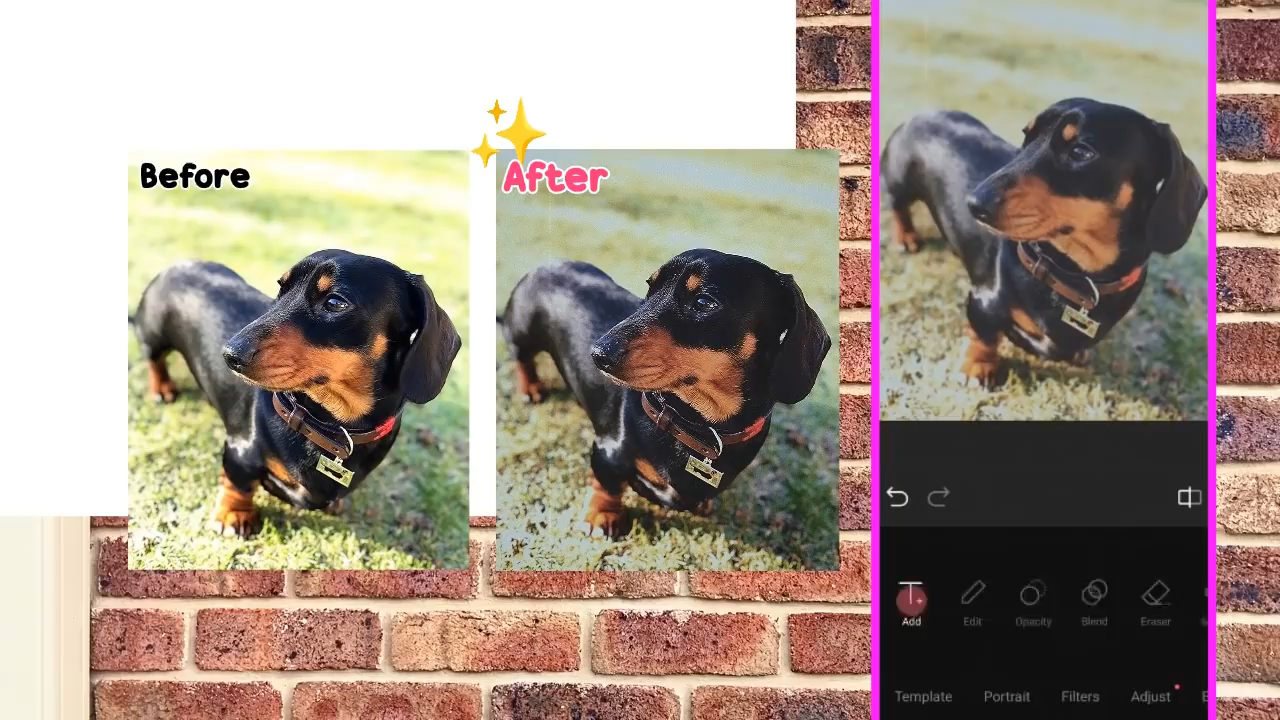 Before
After
Add
Edit
Opacity
Blend
Eraser
Template
Portrait
Filters
Adjust